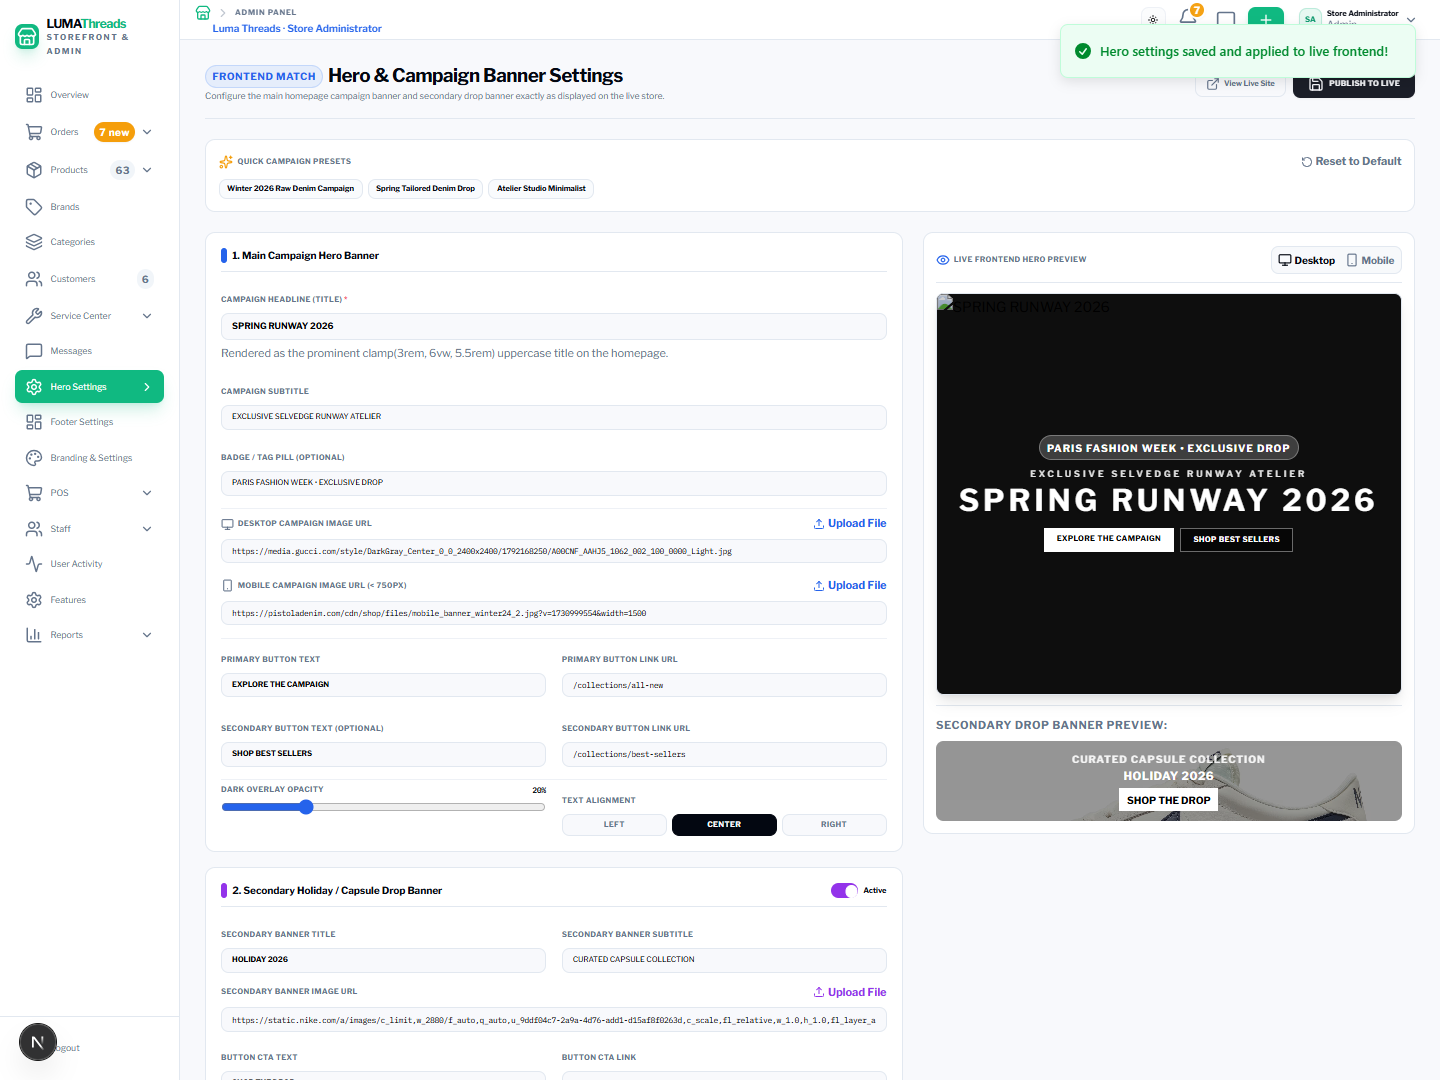 LUMAThreads
STOREFRONT &
ADMIN
Overview
Orders
7 new
Products
63
Brands
Categories
Customers
6
Service Center
Messages
Hero Settings
Footer Settings
Branding & Settings
POS
Staff
User Activity
Features
Reports
N
ogout
ADMIN PANEL
Luma Threads · Store Administrator
7
SA
Store Administrator
Admin
Hero settings saved and applied to live frontend!
FRONTEND MATCH
Hero & Campaign Banner Settings
Configure the main homepage campaign banner and secondary drop banner exactly as displayed on the live store.
View Live Site
PUBLISH TO LIVE
QUICK CAMPAIGN PRESETS
Reset to Default
Winter 2026 Raw Denim Campaign
Spring Tailored Denim Drop
Atelier Studio Minimalist
1. Main Campaign Hero Banner
CAMPAIGN HEADLINE (TITLE) *
SPRING RUNWAY 2026
Rendered as the prominent clamp(3rem, 6vw, 5.5rem) uppercase title on the homepage.
CAMPAIGN SUBTITLE
EXCLUSIVE SELVEDGE RUNWAY ATELIER
BADGE / TAG PILL (OPTIONAL)
PARIS FASHION WEEK • EXCLUSIVE DROP
DESKTOP CAMPAIGN IMAGE URL
Upload File
https://media.gucci.com/style/DarkGray_Center_0_0_2400x2400/1792168250/A00CNF_AAHJ5_1062_002_100_0000_Light.jpg
MOBILE CAMPAIGN IMAGE URL (< 750PX)
Upload File
https://pistoladenim.com/cdn/shop/files/mobile_banner_winter24_2.jpg?v=1730999554&width=1500
PRIMARY BUTTON TEXT
PRIMARY BUTTON LINK URL
EXPLORE THE CAMPAIGN
/collections/all-new
SECONDARY BUTTON TEXT (OPTIONAL)
SECONDARY BUTTON LINK URL
SHOP BEST SELLERS
/collections/best-sellers
DARK OVERLAY OPACITY
20%
TEXT ALIGNMENT
LEFT
CENTER
RIGHT
2. Secondary Holiday / Capsule Drop Banner
Active
SECONDARY BANNER TITLE
SECONDARY BANNER SUBTITLE
HOLIDAY 2026
CURATED CAPSULE COLLECTION
SECONDARY BANNER IMAGE URL
Upload File
https://static.nike.com/a/images/c_limit,w_2880/f_auto,q_auto,u_9ddf04c7-2a9a-4d76-add1-d15af8f0263d,c_scale,fl_relative,w_1.0,h_1.0,fl_layer_a
BUTTON CTA TEXT
BUTTON CTA LINK
LIVE FRONTEND HERO PREVIEW
Desktop
Mobile
SPRING RUNWAY 2026
PARIS FASHION WEEK • EXCLUSIVE DROP
EXCLUSIVE SELVEDGE RUNWAY ATELIER
SPRING RUNWAY 2026
EXPLORE THE CAMPAIGN
SHOP BEST SELLERS
SECONDARY DROP BANNER PREVIEW:
CURATED CAPSULE COLLECTION
HOLIDAY 2026
SHOP THE DROP